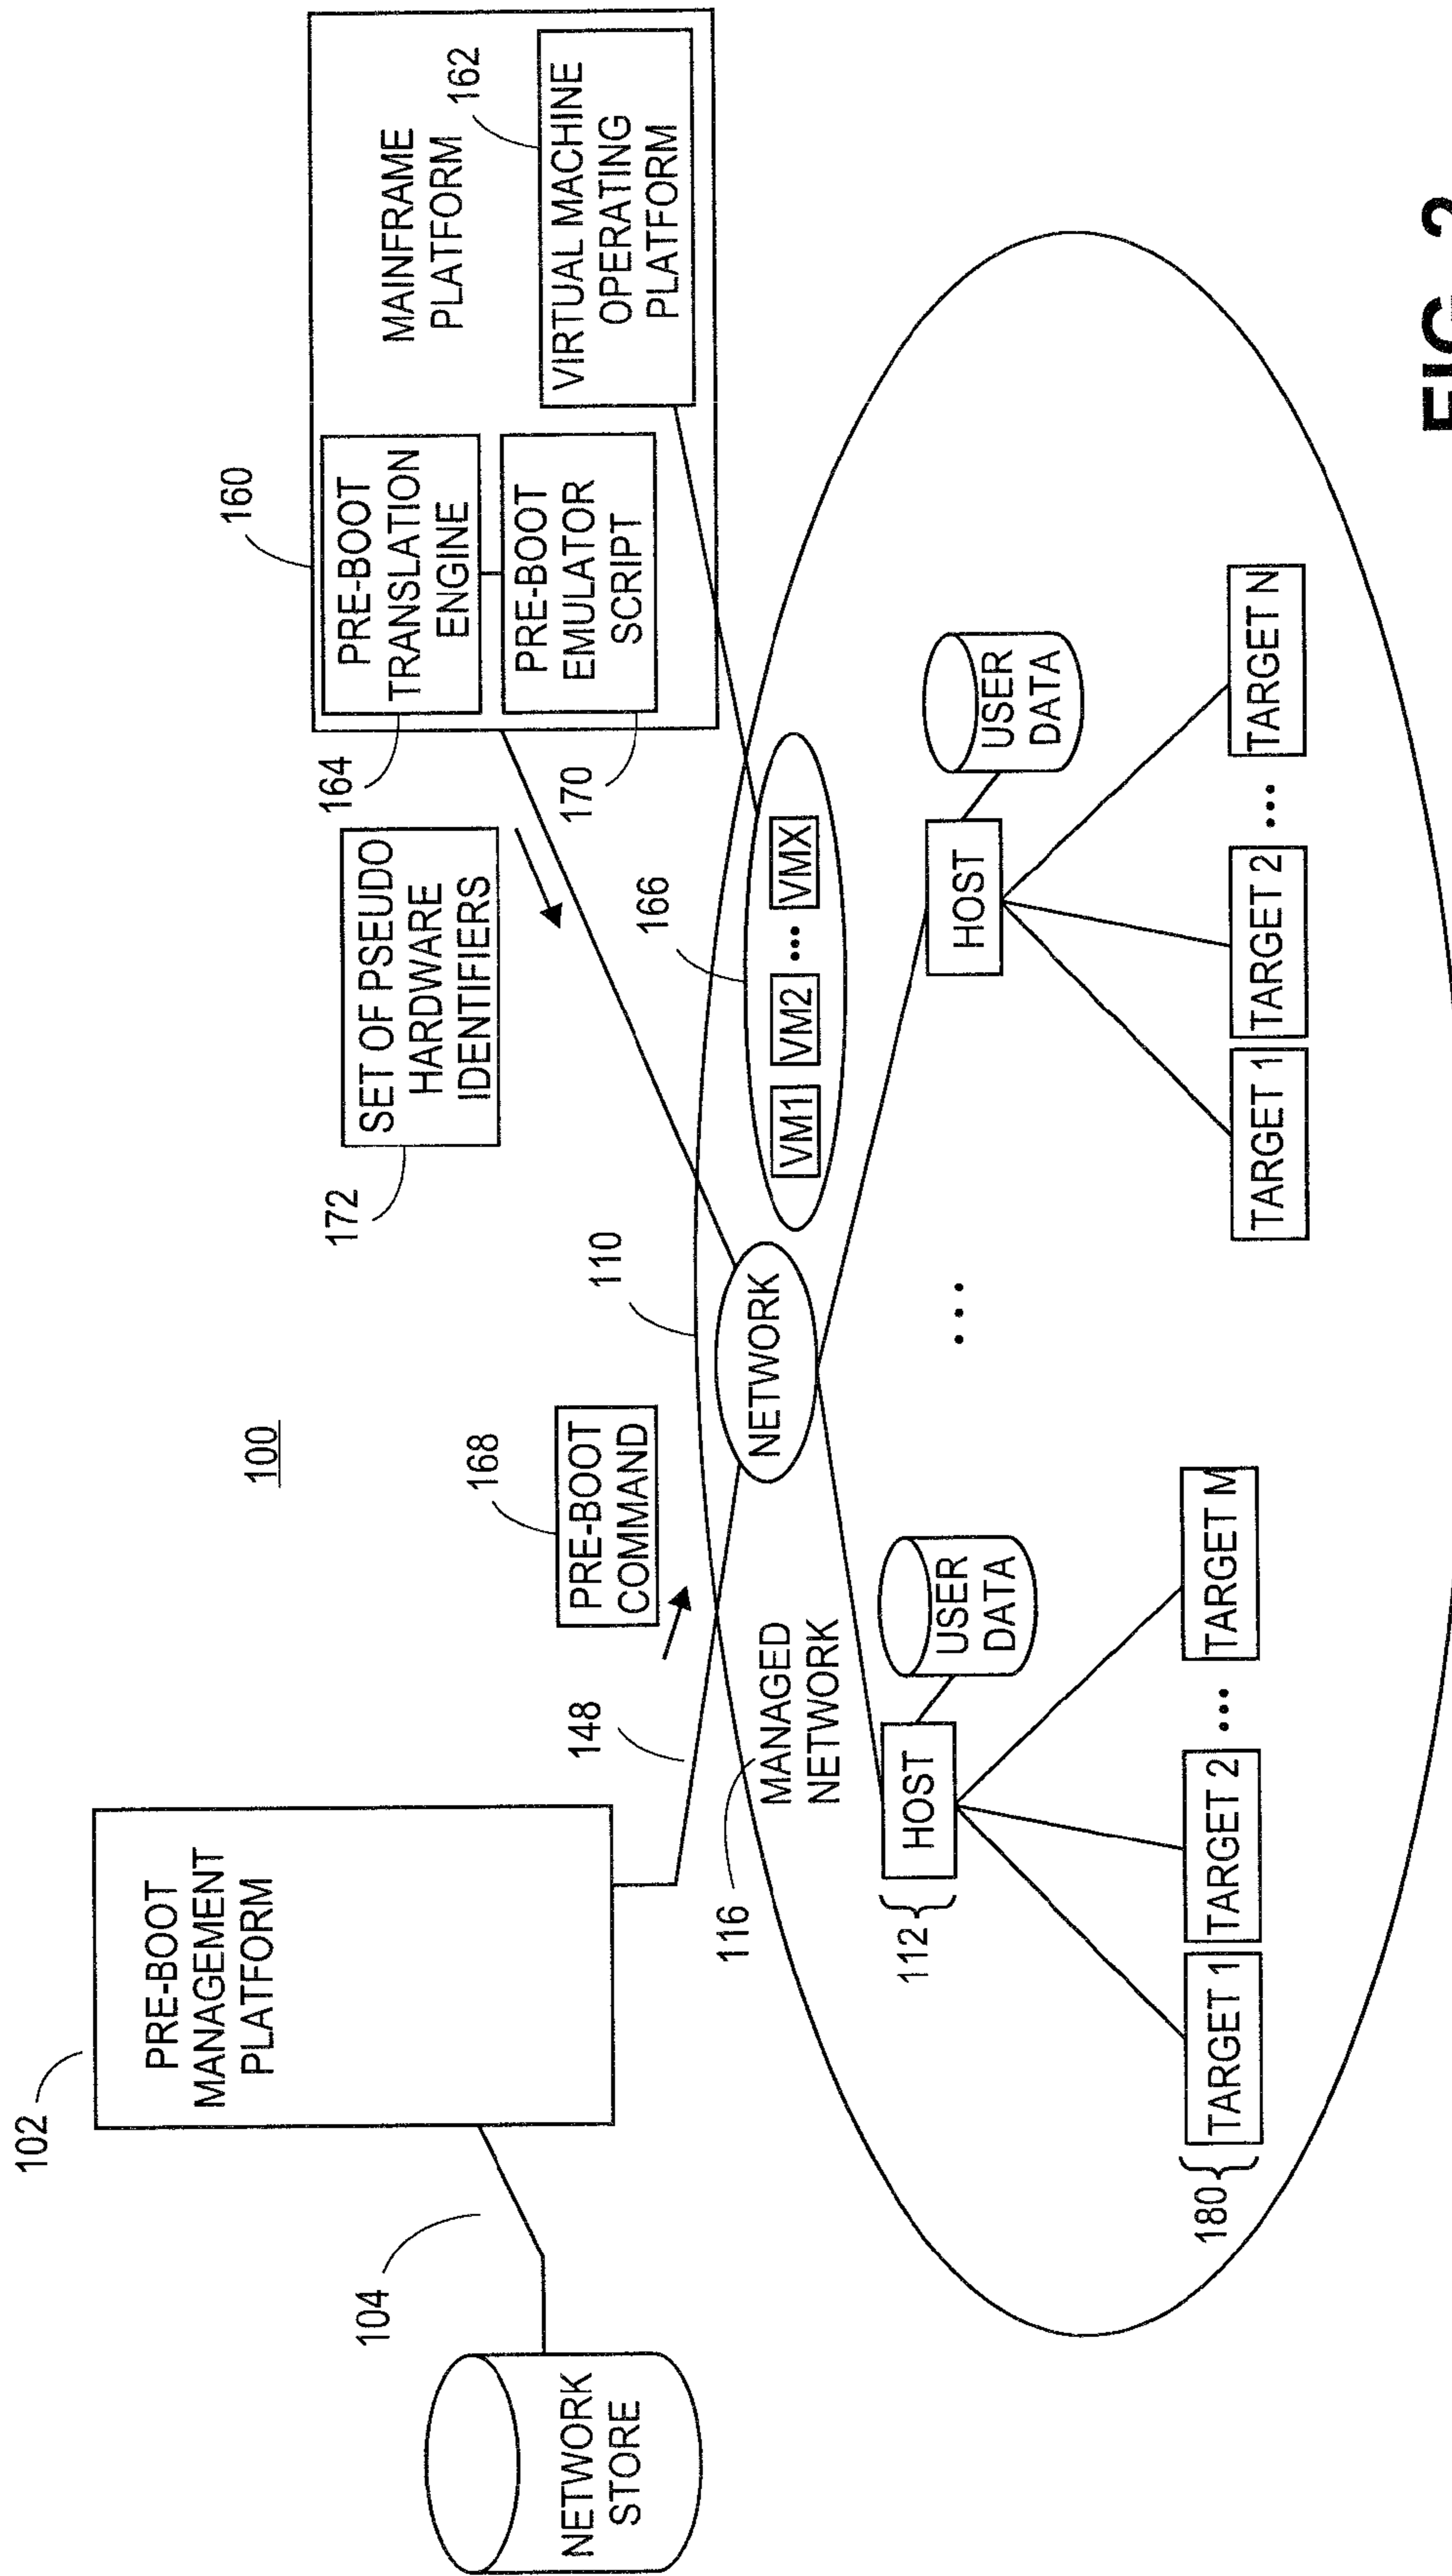 100
102
PRE-BOOT
MANAGEMENT
PLATFORM
104
NETWORK
STORE
148
168
PRE-BOOT
COMMAND
110
NETWORK
172
SET OF PSEUDO
HARDWARE
IDENTIFIERS
160
MAINFRAME
PLATFORM
164
PRE-BOOT
TRANSLATION
ENGINE
170
PRE-BOOT
EMULATOR
SCRIPT
162
VIRTUAL MACHINE
OPERATING
PLATFORM
166
VM1 VM2 ... VMX
116
MANAGED
NETWORK
112{
HOST
USER
DATA
180{
TARGET 1 TARGET 2 ... TARGET M
...
HOST
USER
DATA
TARGET 1 TARGET 2 ... TARGET N